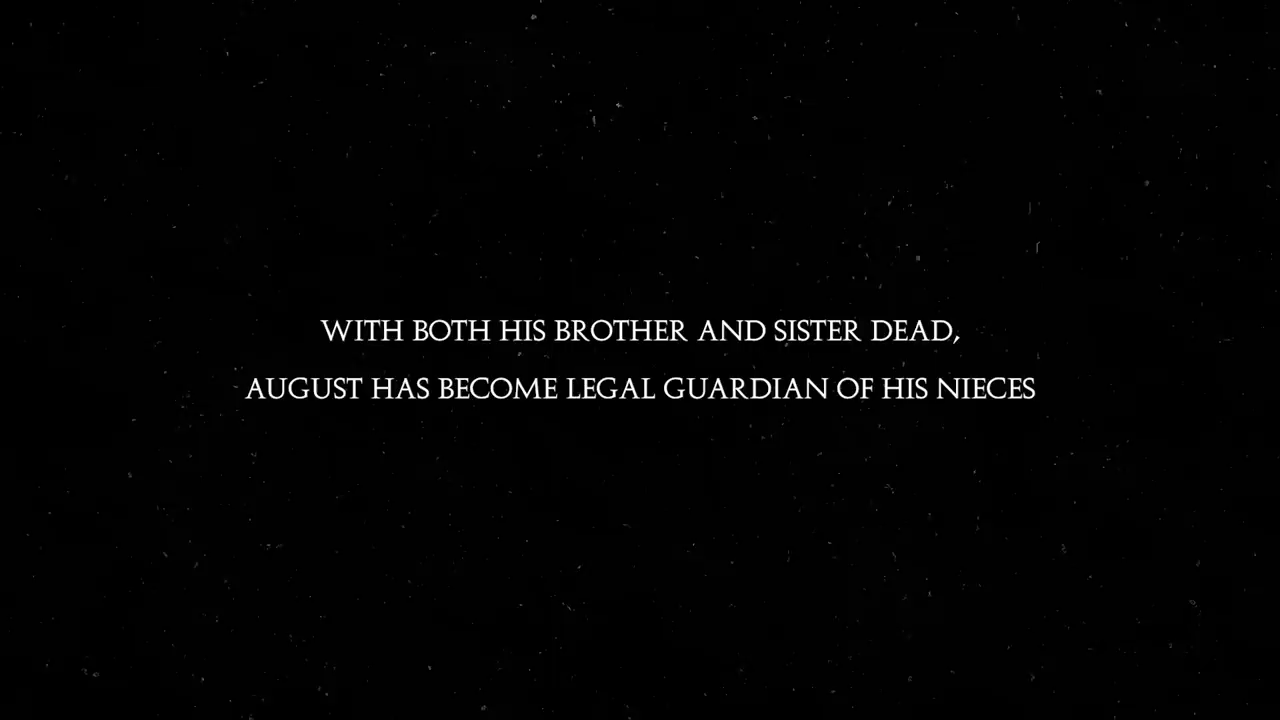 WITH BOTH HIS BROTHER AND SISTER DEAD,
AUGUST HAS BECOME LEGAL GUARDIAN OF HIS NIECES